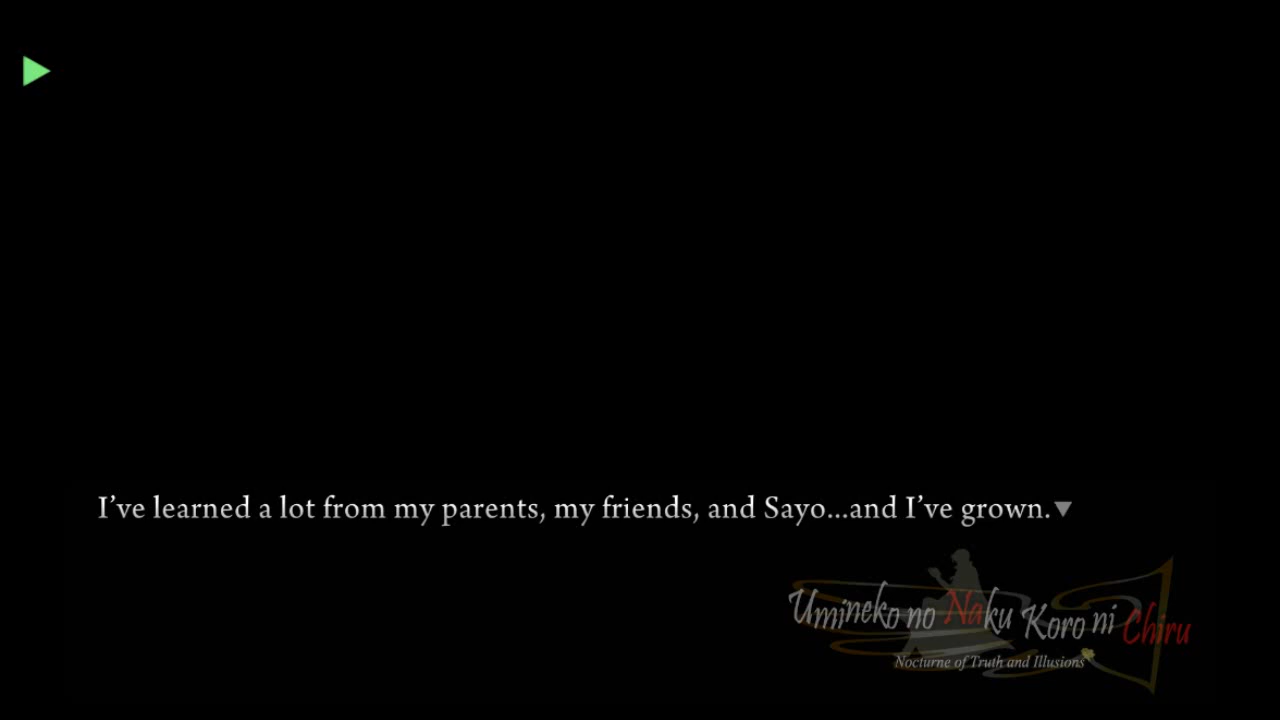 I’ve learned a lot from my parents, my friends, and Sayo...and I’ve grown.
Umineko no Naku Koro ni Chiru
Nocturne of Truth and Illusions